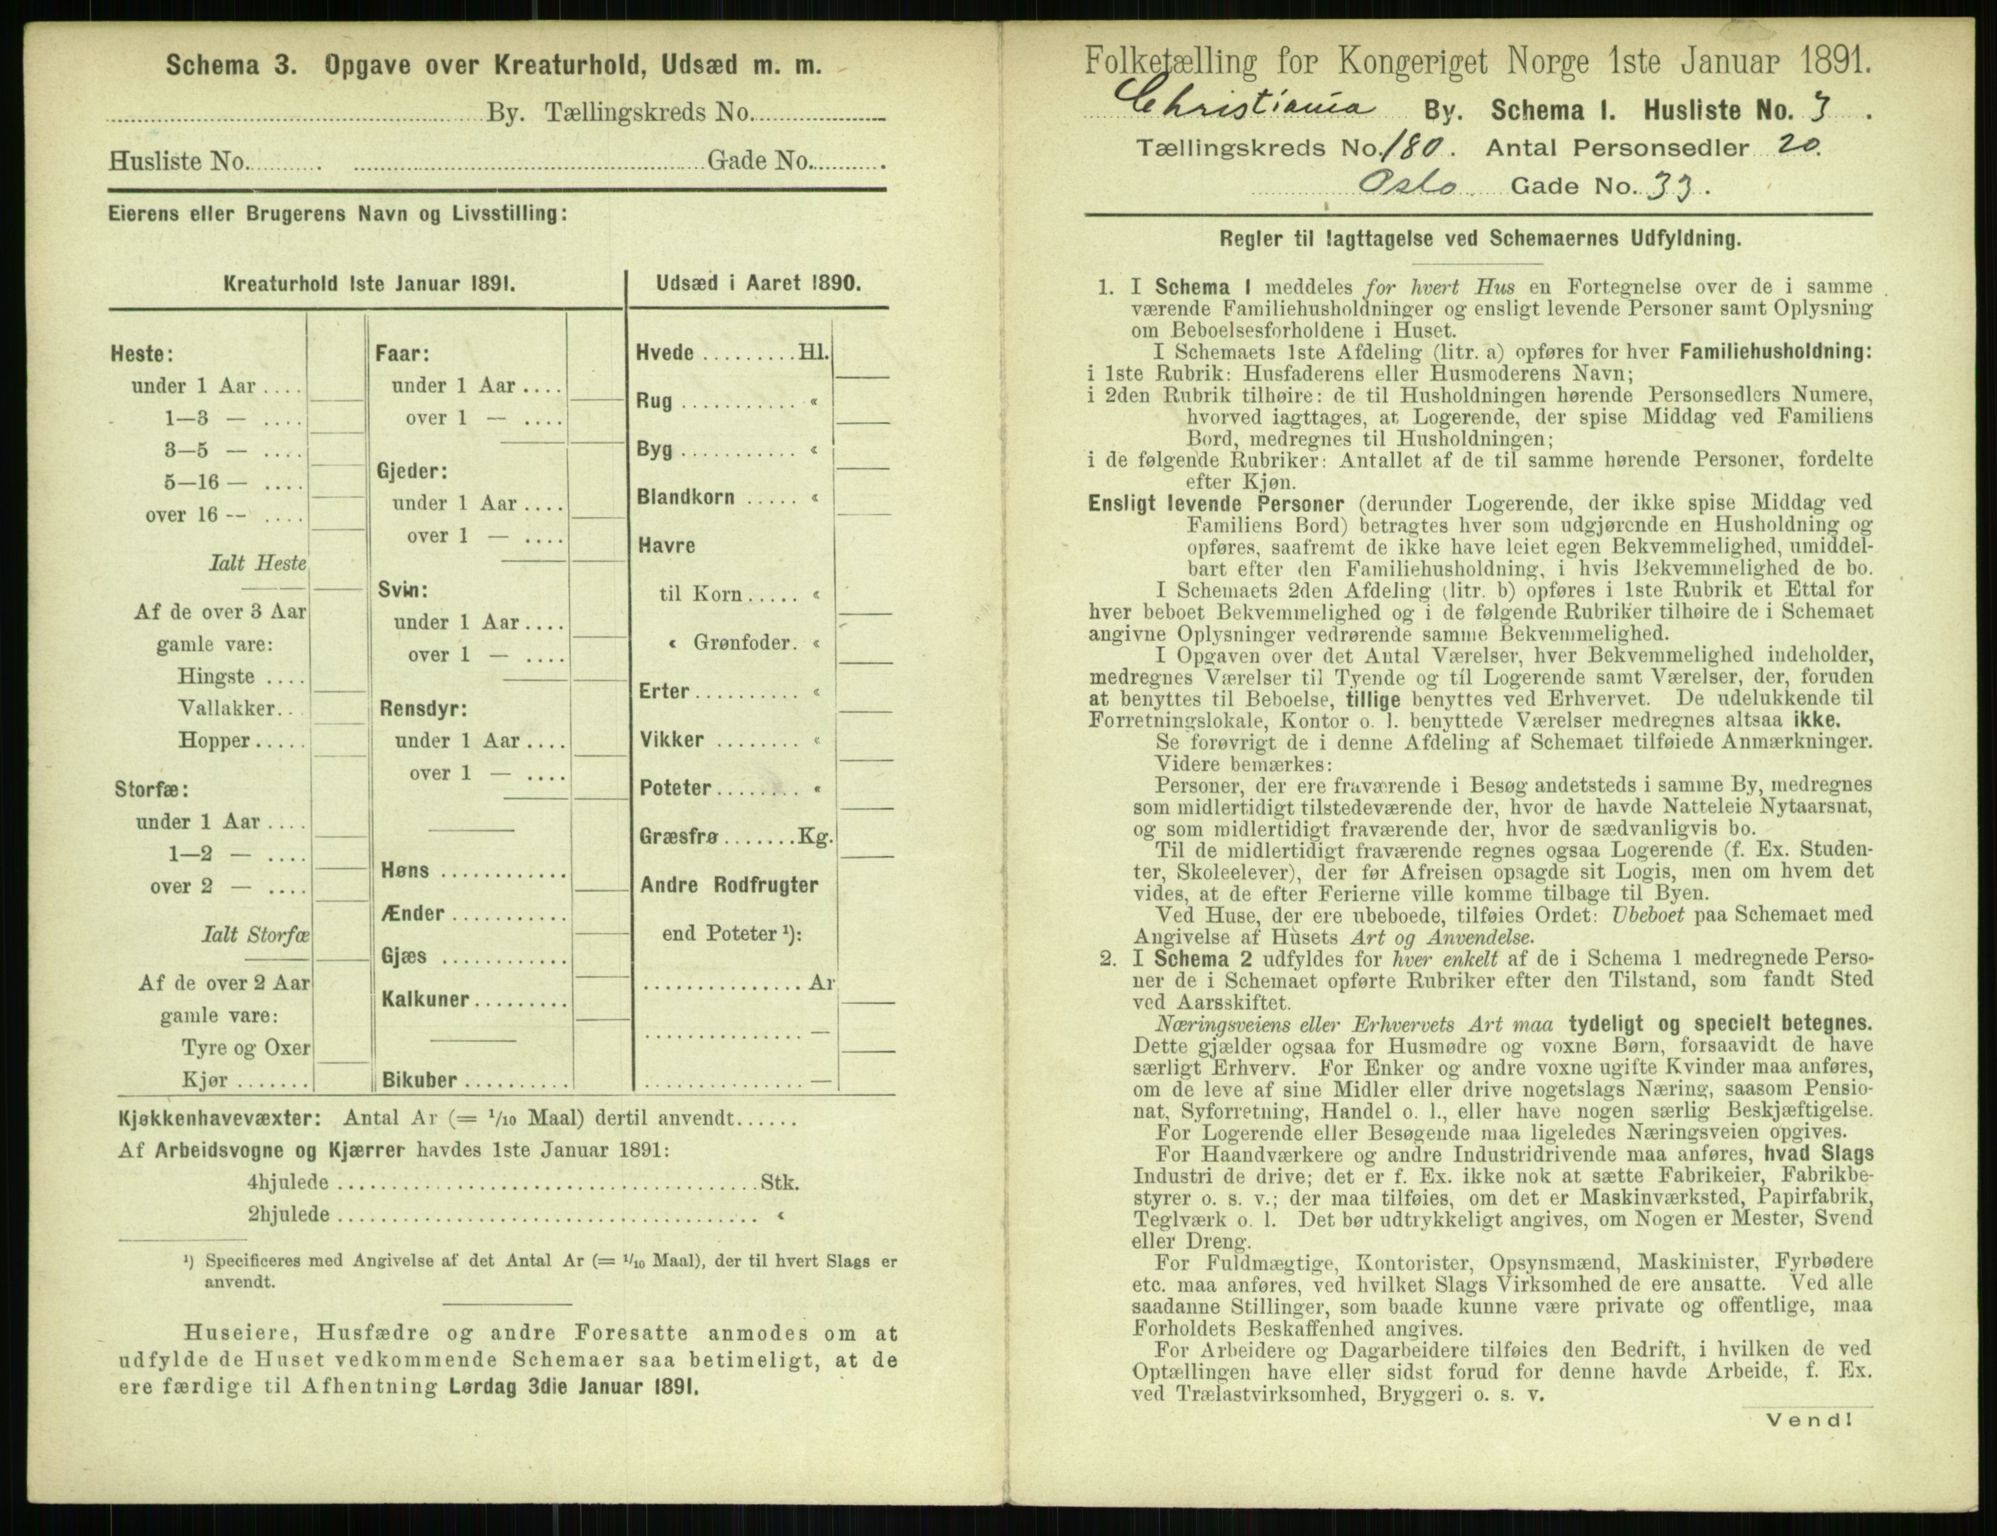 Schema 3. Opgave over Kreaturhold, Udsæd m. m.
By. Tællingskreds No.
Husliste No. Gade No.
Eierens eller Brugerens Navn og Livsstilling:
Kreaturhold 1ste Januar 1891.
Heste:
under 1 Aar
1—3 —
3—5 —
5—16 —
over 16 —
Ialt Heste
Af de over 3 Aar
gamle vare:
Hingste
Vallakker
Hopper
Storfæ:
under 1 Aar
1—2 —
over 2 —
Ialt Storfæ
Af de over 2 Aar
gamle vare:
Tyre og Oxer
Kjør
Faar:
under 1 Aar
over 1 —
Gjeder:
under 1 Aar
over 1 —
Svin:
under 1 Aar
over 1 —
Rensdyr:
under 1 Aar
over 1 —
Høns
Ænder
Gjæs
Kalkuner
Bikuber
Udsæd i Aaret 1890.
Hvede Hl.
Rug «
Byg «
Blandkorn «
Havre
til Korn «
« Grønfoder. «
Erter «
Vikker «
Poteter «
Græsfrø Kg.
Andre Rodfrugter
end Poteter ¹):
Ar
—
—
Kjøkkenhavevæxter: Antal Ar (= 1/10 Maal) dertil anvendt
Af Arbeidsvogne og Kjærrer havdes 1ste Januar 1891:
4hjulede Stk.
2hjulede «
¹) Specificeres med Angivelse af det Antal Ar (= 1/10 Maal), der til hvert Slags er
anvendt.
Huseiere, Husfædre og andre Foresatte anmodes om at
udfylde de Huset vedkommende Schemaer saa betimeligt, at de
ere færdige til Afhentning Lørdag 3die Januar 1891.
Folketælling for Kongeriget Norge 1ste Januar 1891.
Christiania By. Schema I. Husliste No. 3.
Tællingskreds No. 180. Antal Personsedler 20.
Oslo Gade No. 33.
Regler til Iagttagelse ved Schemaernes Udfyldning.
1. I Schema 1 meddeles for hvert Hus en Fortegnelse over de i samme
værende Familiehusholdninger og ensligt levende Personer samt Oplysning
om Beboelsesforholdene i Huset.
I Schemaets 1ste Afdeling (litr. a) opføres for hver Familiehusholdning:
i 1ste Rubrik: Husfaderens eller Husmoderens Navn;
i 2den Rubrik tilhøire: de til Husholdningen hørende Personsedlers Numere,
hvorved iagttages, at Logerende, der spise Middag ved Familiens
Bord, medregnes til Husholdningen;
i de følgende Rubriker: Antallet af de til samme hørende Personer, fordelte
efter Kjøn.
Ensligt levende Personer (derunder Logerende, der ikke spise Middag ved
Familiens Bord) betragtes hver som udgjørende en Husholdning og
opføres, saafremt de ikke have leiet egen Bekvemmelighed, umiddel-
bart efter den Familiehusholdning, i hvis Bekvemmelighed de bo.
I Schemaets 2den Afdeling (litr. b) opføres i 1ste Rubrik et Ettal for
hver beboet Bekvemmelighed og i de følgende Rubriker tilhøire de i Schemaet
angivne Oplysninger vedrørende samme Bekvemmelighed.
I Opgaven over det Antal Værelser, hver Bekvemmelighed indeholder,
medregnes Værelser til Tyende og til Logerende samt Værelser, der, foruden
at benyttes til Beboelse, tillige benyttes ved Erhvervet. De udelukkende til
Forretningslokale, Kontor o. l. benyttede Værelser medregnes altsaa ikke.
Se forøvrigt de i denne Afdeling af Schemaet tilføiede Anmærkninger.
Videre bemærkes:
Personer, der ere fraværende i Besøg andetsteds i samme By, medregnes
som midlertidigt tilstedeværende der, hvor de havde Natteleie Nytaarsnat,
og som midlertidigt fraværende der, hvor de sædvanligvis bo.
Til de midlertidigt fraværende regnes ogsaa Logerende (f. Ex. Studen-
ter, Skoleelever), der før Afreisen opsagde sit Logis, men om hvem det
vides, at de efter Ferierne ville komme tilbage til Byen.
Ved Huse, der ere ubeboede, tilføies Ordet: Ubeboet paa Schemaet med
Angivelse af Husets Art og Anvendelse.
2. I Schema 2 udfyldes for hver enkelt af de i Schema 1 medregnede Perso-
ner de i Schemaet opførte Rubriker efter den Tilstand, som fandt Sted
ved Aarsskiftet.
Næringsveiens eller Erhvervets Art maa tydeligt og specielt betegnes.
Dette gjælder ogsaa for Husmødre og voxne Børn, forsaavidt de have
særligt Erhverv. For Enker og andre voxne ugifte Kvinder maa anføres,
om de leve af sine Midler eller drive nogetslags Næring, saasom Pensio-
nat, Syforretning, Handel o. l., eller have nogen særlig Beskjæftigelse.
For Logerende eller Besøgende maa ligeledes Næringsveien opgives.
For Haandværkere og andre Industridrivende maa anføres, hvad Slags
Industri de drive; det er f. Ex. ikke nok at sætte Fabrikeier, Fabrikbe-
styrer o. s. v.; der maa tilføies, om det er Maskinværksted, Papirfabrik,
Teglværk o. l. Det bør udtrykkeligt angives, om Nogen er Mester, Svend
eller Dreng.
For Fuldmægtige, Kontorister, Opsynsmænd, Maskinister, Fyrbødere
etc. maa anføres, ved hvilket Slags Virksomhed de ere ansatte. Ved alle
saadanne Stillinger, som baade kunne være private og offentlige, maa
Forholdets Beskaffenhed angives.
For Arbeidere og Dagarbeidere tilføies den Bedrift, i hvilken de ved
Optællingen have eller sidst forud for denne havde Arbeide, f. Ex.
ved Trælastvirksomhed, Bryggeri o. s. v.
Vend!